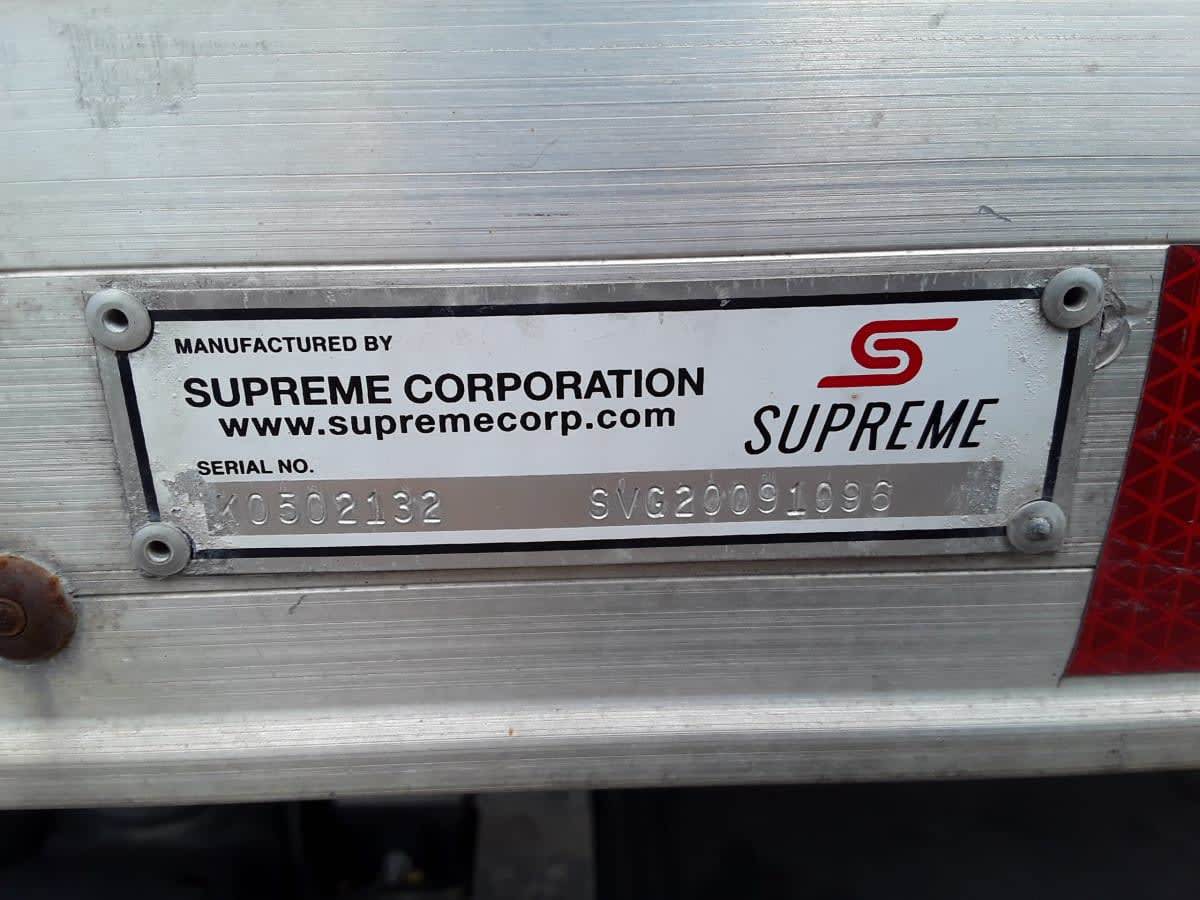 MANUFACTURED BY
SUPREME CORPORATION
www.supremecorp.com
SUPREME
SERIAL NO.
K0502132 SVG20091096